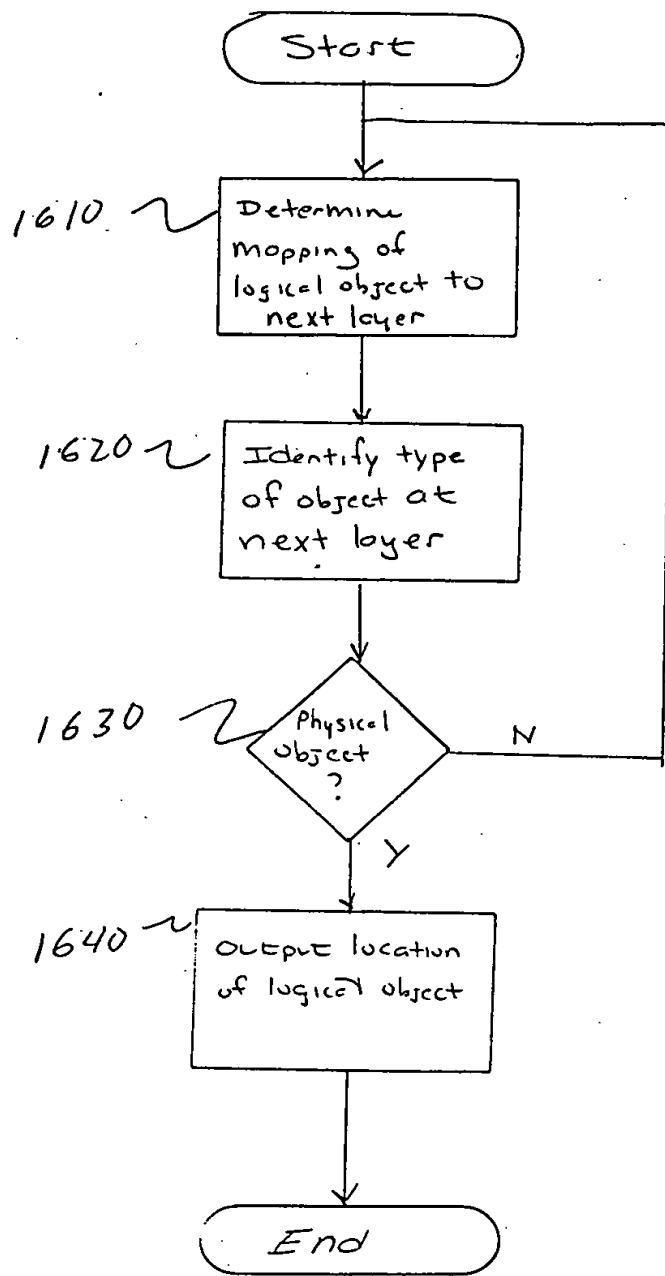 Start
1610
Determine
mapping of
logical object to
next layer
1620
Identify type
of object at
next layer
1630
Physical
object
?
N
Y
1640
Output location
of logical object
End